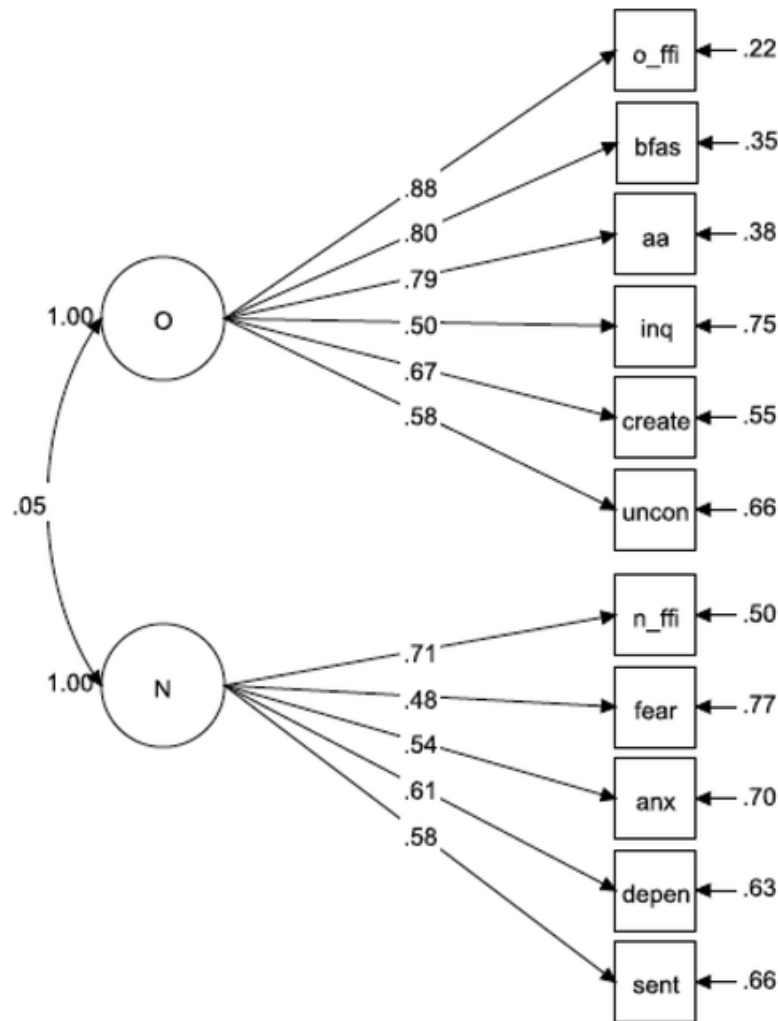 o_ffi
.22
bfas
.35
.88
.80
aa
.38
.79
1.00
O
.50
inq
.75
.67
.58
create
.55
.05
uncon
.66
n_ffi
.50
.71
1.00
N
.48
fear
.77
.54
.61
anx
.70
.58
depen
.63
sent
.66